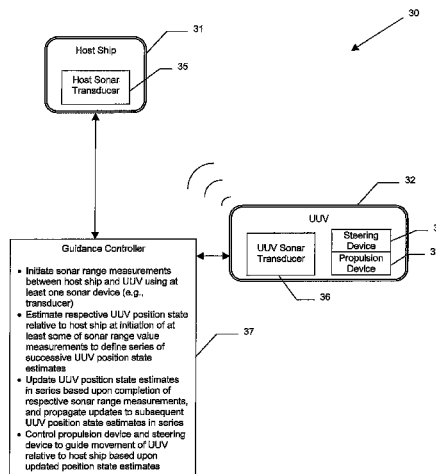 30
31
Host Ship
35
Host Sonar
Transducer
32
UUV
UUV Sonar
Transducer
Steering
Device
Propulsion
Device
36
Guidance Controller
• Initiate sonar range measurements
between host ship and UUV using at
least one sonar device (e.g.,
transducer)
• Estimate respective UUV position state
relative to host ship at initiation of at
least some of sonar range value
measurements to define series of
successive UUV position state
estimates
• Update UUV position state estimates
in series based upon completion of
respective sonar range measurements,
and propagate updates to subsequent
UUV position state estimates in series
• Control propulsion device and steering
device to guide movement of UUV
relative to host ship based upon
updated position state estimates
37